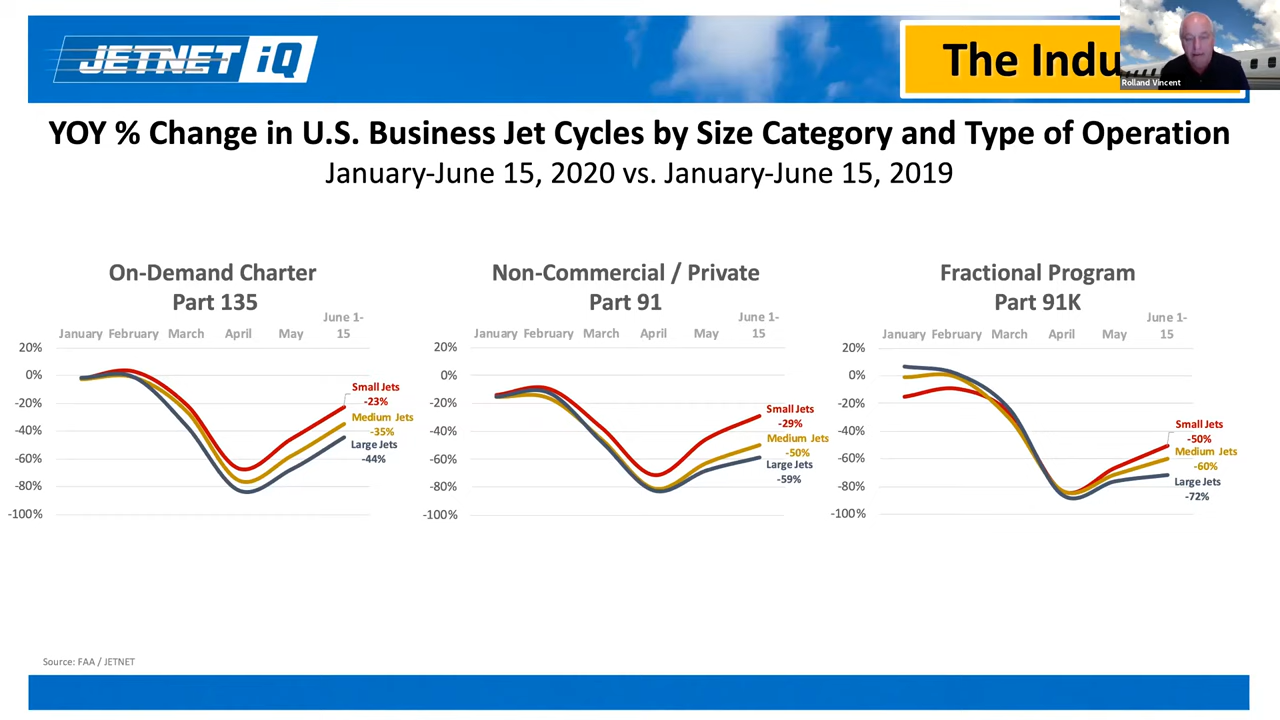 JETNET iQ
The Indu
Rolland Vincent
YOY % Change in U.S. Business Jet Cycles by Size Category and Type of Operation
January-June 15, 2020 vs. January-June 15, 2019
On-Demand Charter
Part 135
January February March April May June 1-
15
20%
0%
-20%
-40%
-60%
-80%
-100%
Small Jets
-23%
Medium Jets
-35%
Large Jets
-44%
Non-Commercial / Private
Part 91
January February March April May June 1-
15
20%
0%
-20%
-40%
-60%
-80%
-100%
Small Jets
-29%
Medium Jets
-50%
Large Jets
-59%
Fractional Program
Part 91K
January February March April May June 1-
15
20%
0%
-20%
-40%
-60%
-80%
-100%
Small Jets
-50%
Medium Jets
-60%
Large Jets
-72%
Source: FAA / JETNET